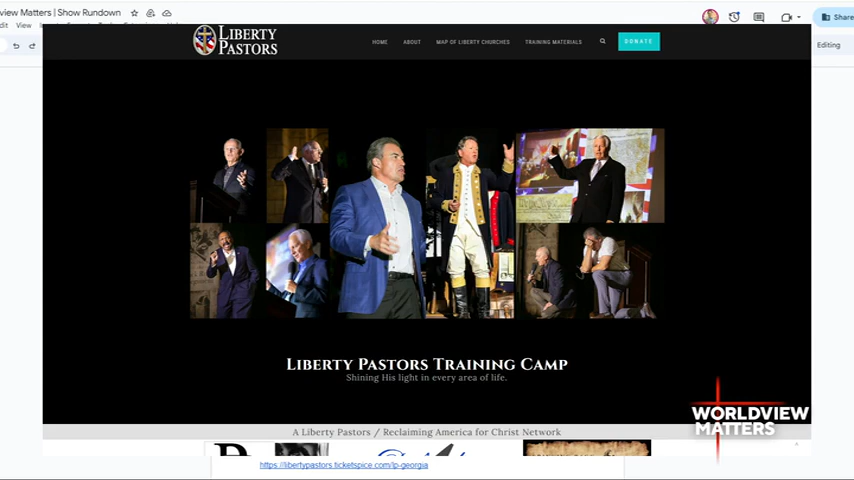 view Matters | Show Rundown
dit View
Share
Editing
LIBERTY
PASTORS
HOME ABOUT MAP OF LIBERTY CHURCHES TRAINING MATERIALS DONATE
LIBERTY PASTORS TRAINING CAMP
Shining His light in every area of life.
A Liberty Pastors / Reclaiming America for Christ Network
https://libertypastors.ticketspice.com/lp-georgia
WORLDVIEW
MATTERS